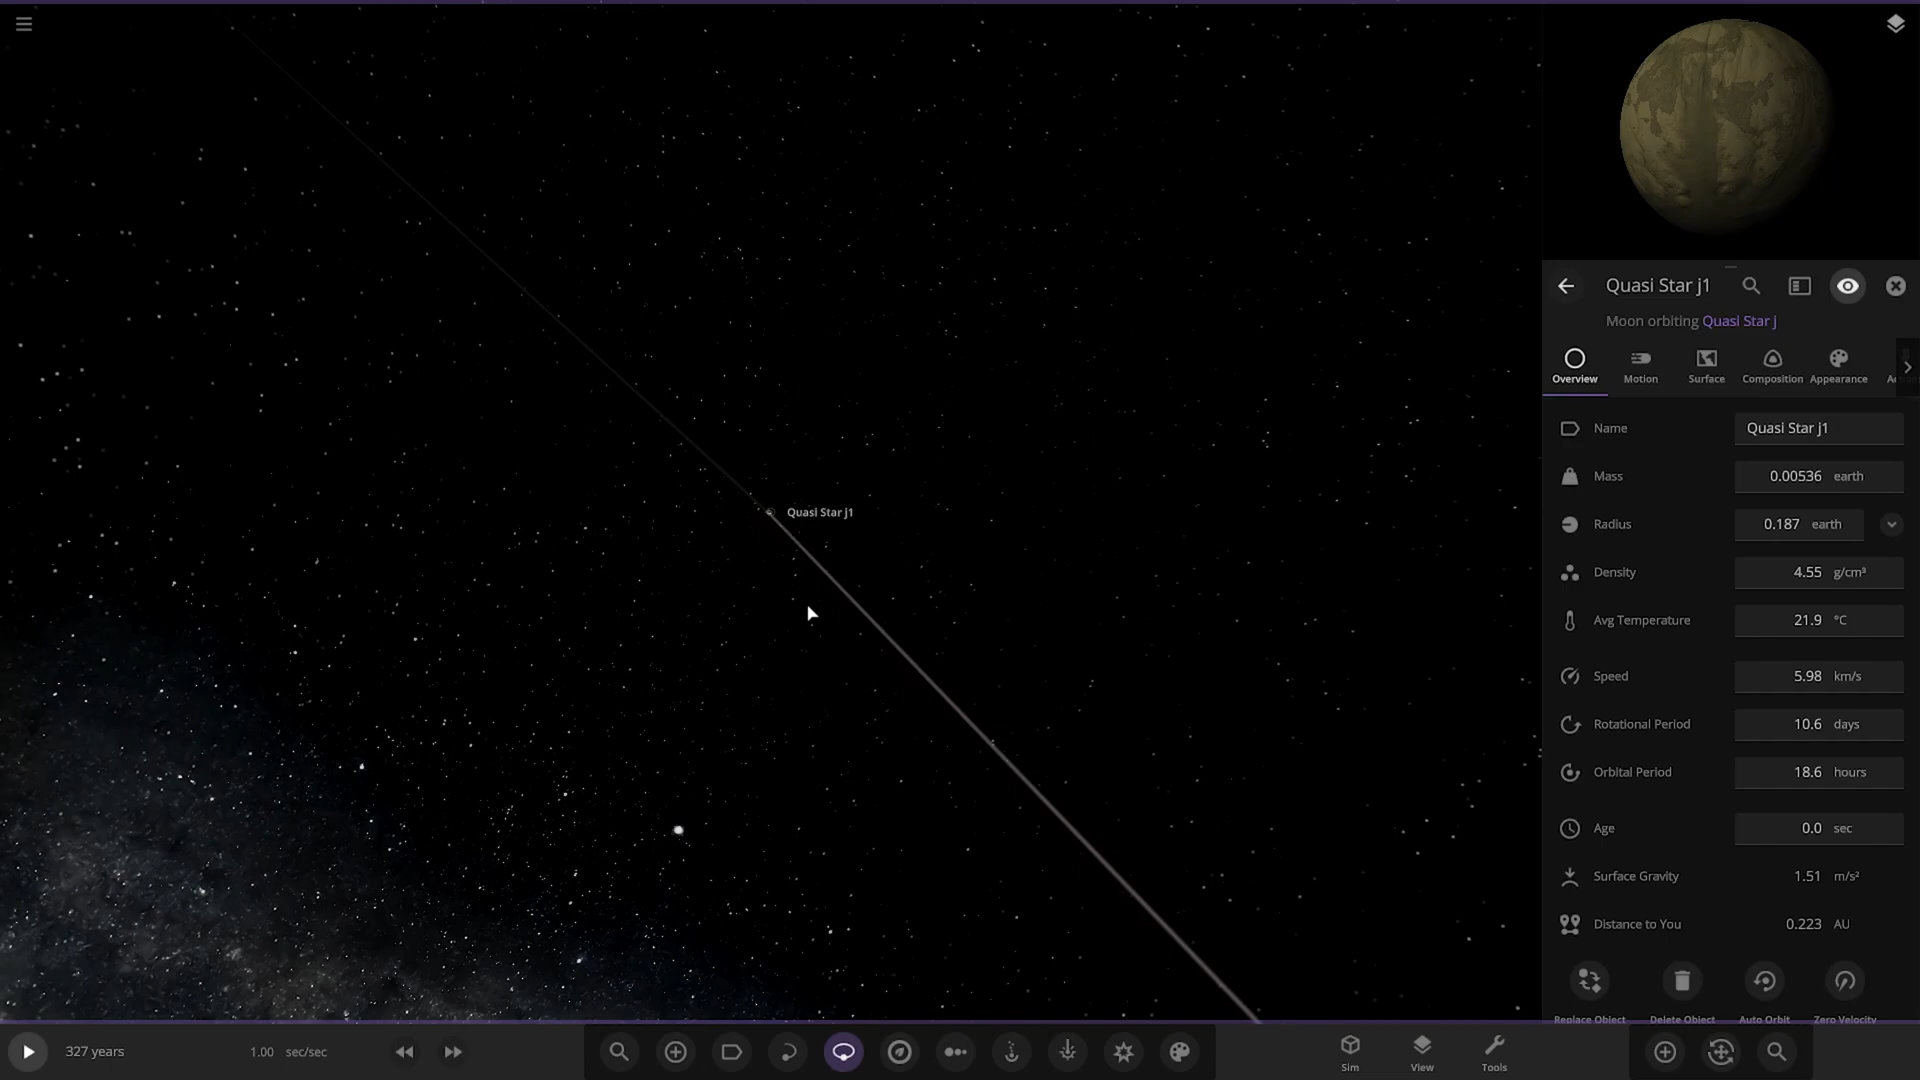 Quasi Star j1
Quasi Star j1
Moon orbiting Quasi Star j
Overview
Motion
Surface
Composition
Appearance
Name
Quasi Star j1
Mass
0.00536 earth
Radius
0.187 earth
Density
4.55 g/cm³
Avg Temperature
21.9 °C
Speed
5.98 km/s
Rotational Period
10.6 days
Orbital Period
18.6 hours
Age
0.0 sec
Surface Gravity
1.51 m/s²
Distance to You
0.223 AU
Replace Object
Delete Object
Auto Orbit
Zero Velocity
327 years
1.00 sec/sec
Sim
View
Tools